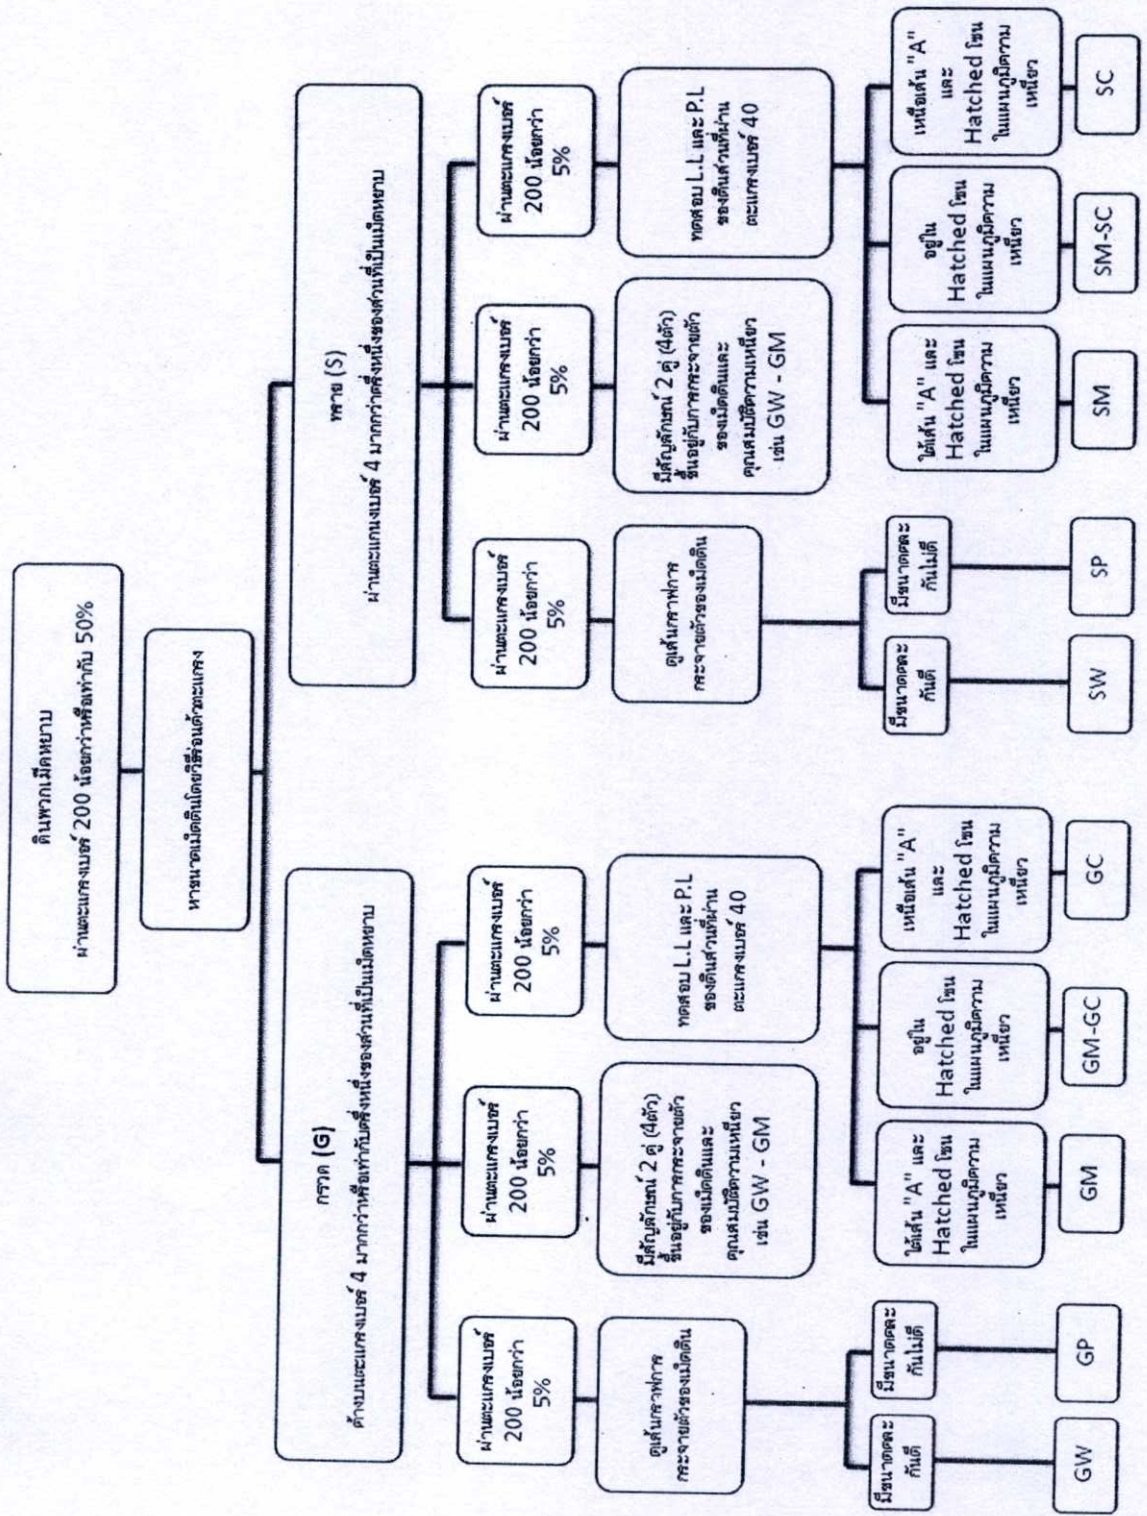 ดินพวกเม็ดหยาบ
ผ่านตะแกรงเบอร์ 200 น้อยกว่าหรือเท่ากับ 50%
หาขนาดเม็ดดินโดยวิธีร่อนด้วยตะแกรง
กรวด (G)
ค้างบนตะแกรงเบอร์ 4 มากกว่าหรือเท่ากับครึ่งหนึ่งของส่วนที่เป็นเม็ดหยาบ
ทราย (S)
ผ่านตะแกนงเบอร์ 4 มากกว่าครึ่งหนึ่งของส่วนที่เป็นเม็ดหยาบ
ผ่านตะแกรงเบอร์
200 น้อยกว่า
5%
ผ่านตะแกรงเบอร์
200 น้อยกว่า
5%
ผ่านตะแกรงเบอร์
200 น้อยกว่า
5%
ผ่านตะแกรงเบอร์
200 น้อยกว่า
5%
ผ่านตะแกรงเบอร์
200 น้อยกว่า
5%
ผ่านตะแกรงเบอร์
200 น้อยกว่า
5%
ดูเส้นกราฟการ
กระจายตัวของเม็ดดิน
มีสัญลักษณ์ 2 คู่ (4ตัว)
ขึ้นอยู่กับการกระจายตัว
ของเม็ดดินและ
คุณสมบัติความเหนียว
เช่น GW - GM
ทดสอบ L.L และ P.L
ของดินส่วนที่ผ่าน
ตะแกรงเบอร์ 40
ดูเส้นกราฟการ
กระจายตัวของเม็ดดิน
มีสัญลักษณ์ 2 คู่ (4ตัว)
ขึ้นอยู่กับการกระจายตัว
ของเม็ดดินและ
คุณสมบัติความเหนียว
เช่น GW - GM
ทดสอบ L.L และ P.L
ของดินส่วนที่ผ่าน
ตะแกรงเบอร์ 40
มีขนาดคละ
กันดี
มีขนาดคละ
กันไม่ดี
ใต้เส้น "A" และ
Hatched โซน
ในแผนภูมิความ
เหนียว
อยู่ใน
Hatched โซน
ในแผนภูมิความ
เหนียว
เหนือเส้น "A"
และ
Hatched โซน
ในแผนภูมิความ
เหนียว
มีขนาดคละ
กันดี
มีขนาดคละ
กันไม่ดี
ใต้เส้น "A" และ
Hatched โซน
ในแผนภูมิความ
เหนียว
อยู่ใน
Hatched โซน
ในแผนภูมิความ
เหนียว
เหนือเส้น "A"
และ
Hatched โซน
ในแผนภูมิความ
เหนียว
GW
GP
GM
GM-GC
GC
SW
SP
SM
SM-SC
SC